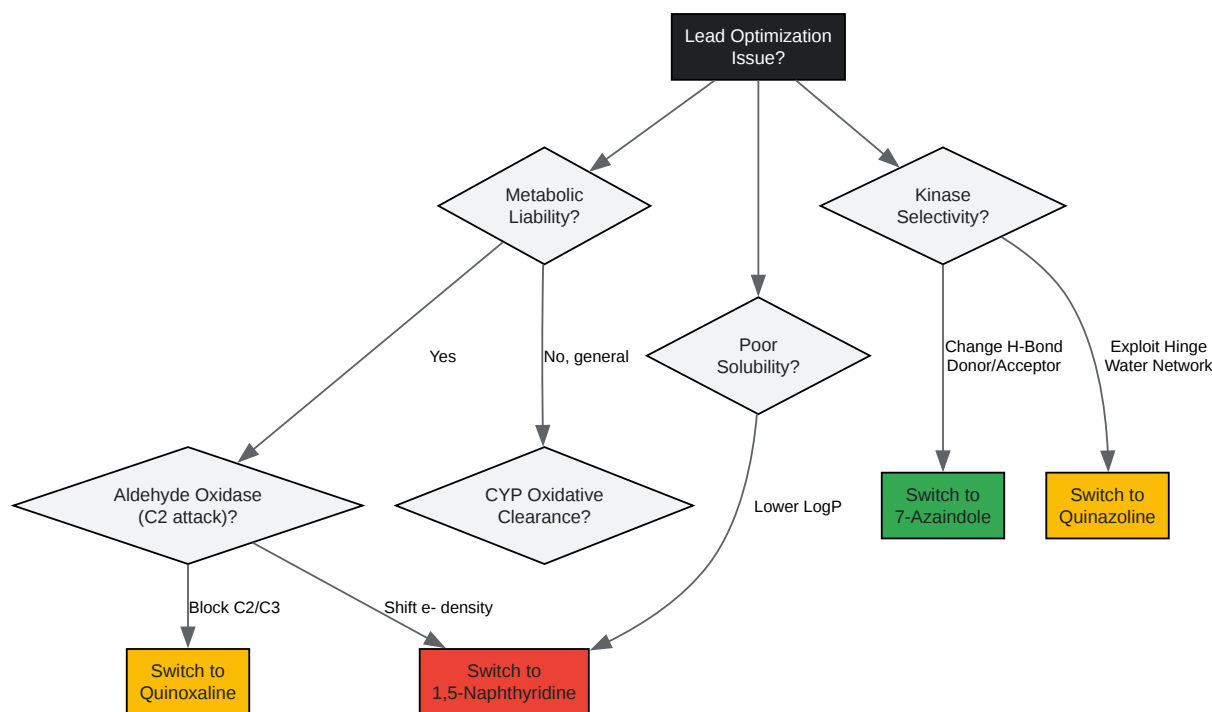 Lead Optimization
Issue?
Metabolic
Liability?
Kinase
Selectivity?
Yes
No, general
Poor
Solubility?
Change H-Bond
Donor/Acceptor
Exploit Hinge
Water Network
Aldehyde Oxidase
(C2 attack)?
CYP Oxidative
Clearance?
Lower LogP
Switch to
7-Azaindole
Switch to
Quinazoline
Block C2/C3
Shift e- density
Switch to
Quinoxaline
Switch to
1,5-Naphthyridine